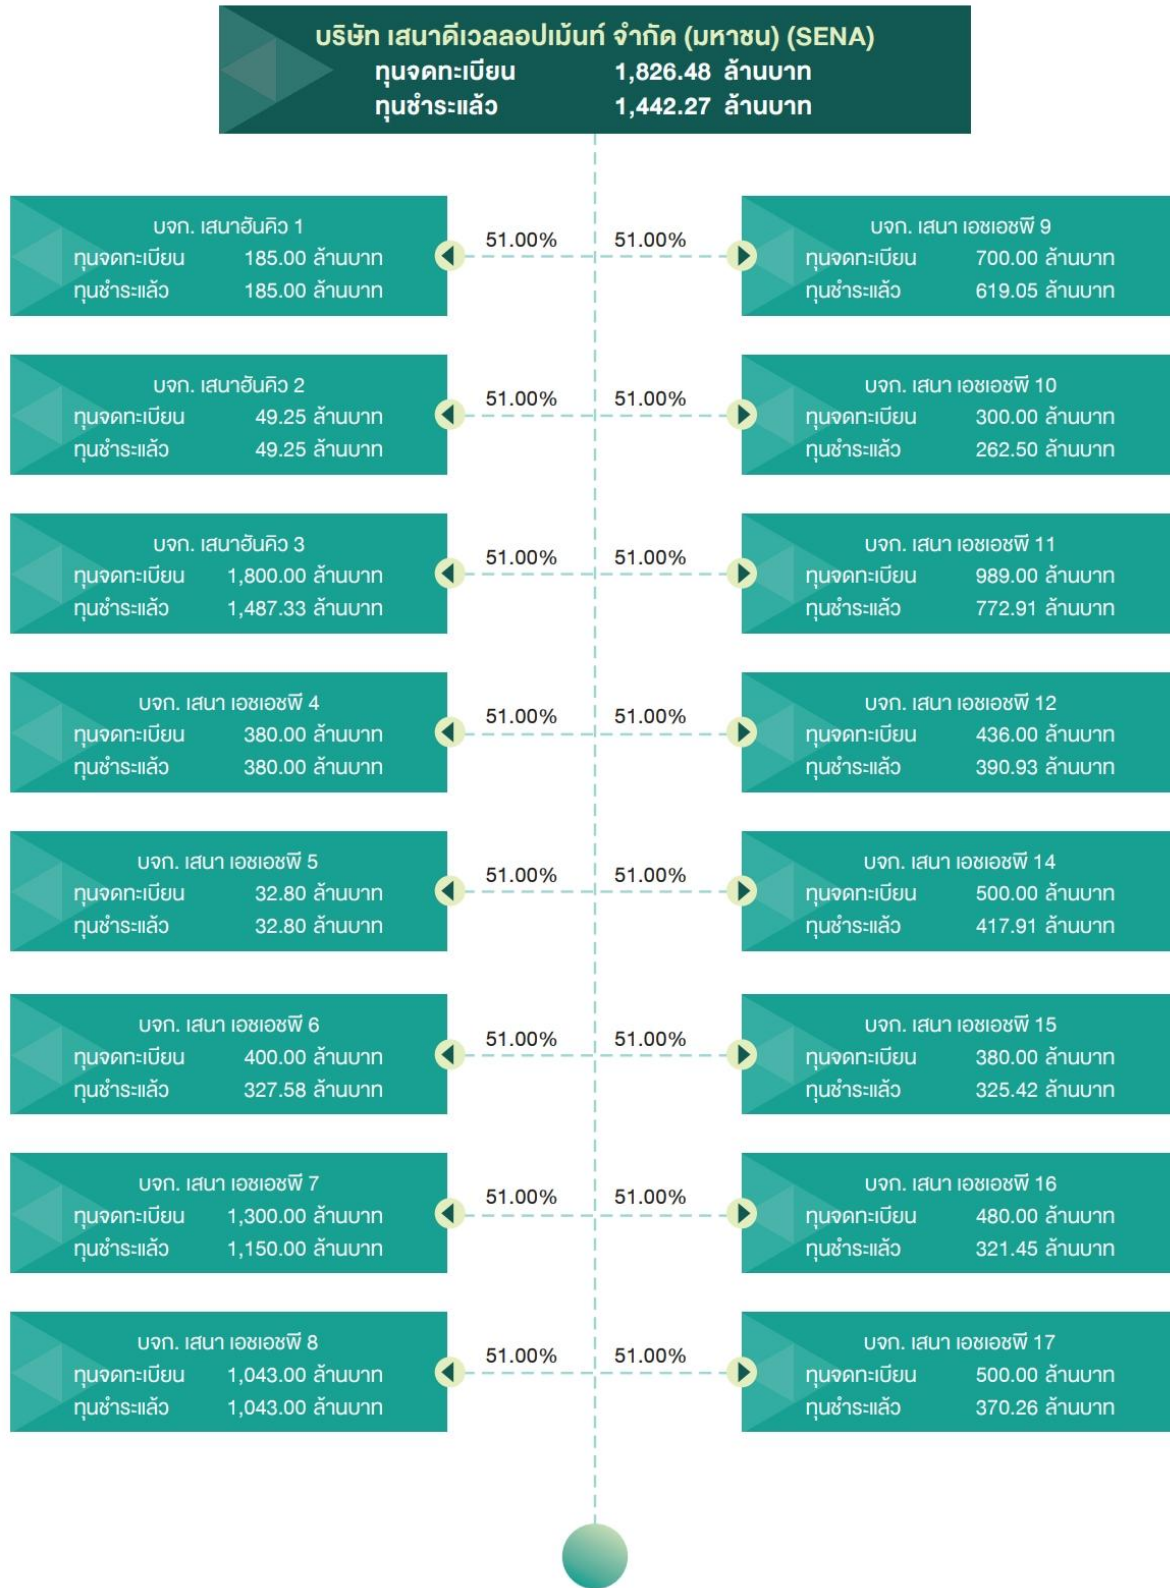 บริษัท เสนาดีเวลลอปเม้นท์ จำกัด (มหาชน) (SENA)
ทุนจดทะเบียน 1,826.48 ล้านบาท
ทุนชำระแล้ว 1,442.27 ล้านบาท
บจก. เสนาฮันคิว 1
ทุนจดทะเบียน 185.00 ล้านบาท
ทุนชำระแล้ว 185.00 ล้านบาท
51.00% 51.00%
บจก. เสนา เอชเอชพี 9
ทุนจดทะเบียน 700.00 ล้านบาท
ทุนชำระแล้ว 619.05 ล้านบาท
บจก. เสนาฮันคิว 2
ทุนจดทะเบียน 49.25 ล้านบาท
ทุนชำระแล้ว 49.25 ล้านบาท
51.00% 51.00%
บจก. เสนา เอชเอชพี 10
ทุนจดทะเบียน 300.00 ล้านบาท
ทุนชำระแล้ว 262.50 ล้านบาท
บจก. เสนาฮันคิว 3
ทุนจดทะเบียน 1,800.00 ล้านบาท
ทุนชำระแล้ว 1,487.33 ล้านบาท
51.00% 51.00%
บจก. เสนา เอชเอชพี 11
ทุนจดทะเบียน 989.00 ล้านบาท
ทุนชำระแล้ว 772.91 ล้านบาท
บจก. เสนา เอชเอชพี 4
ทุนจดทะเบียน 380.00 ล้านบาท
ทุนชำระแล้ว 380.00 ล้านบาท
51.00% 51.00%
บจก. เสนา เอชเอชพี 12
ทุนจดทะเบียน 436.00 ล้านบาท
ทุนชำระแล้ว 390.93 ล้านบาท
บจก. เสนา เอชเอชพี 5
ทุนจดทะเบียน 32.80 ล้านบาท
ทุนชำระแล้ว 32.80 ล้านบาท
51.00% 51.00%
บจก. เสนา เอชเอชพี 14
ทุนจดทะเบียน 500.00 ล้านบาท
ทุนชำระแล้ว 417.91 ล้านบาท
บจก. เสนา เอชเอชพี 6
ทุนจดทะเบียน 400.00 ล้านบาท
ทุนชำระแล้ว 327.58 ล้านบาท
51.00% 51.00%
บจก. เสนา เอชเอชพี 15
ทุนจดทะเบียน 380.00 ล้านบาท
ทุนชำระแล้ว 325.42 ล้านบาท
บจก. เสนา เอชเอชพี 7
ทุนจดทะเบียน 1,300.00 ล้านบาท
ทุนชำระแล้ว 1,150.00 ล้านบาท
51.00% 51.00%
บจก. เสนา เอชเอชพี 16
ทุนจดทะเบียน 480.00 ล้านบาท
ทุนชำระแล้ว 321.45 ล้านบาท
บจก. เสนา เอชเอชพี 8
ทุนจดทะเบียน 1,043.00 ล้านบาท
ทุนชำระแล้ว 1,043.00 ล้านบาท
51.00% 51.00%
บจก. เสนา เอชเอชพี 17
ทุนจดทะเบียน 500.00 ล้านบาท
ทุนชำระแล้ว 370.26 ล้านบาท